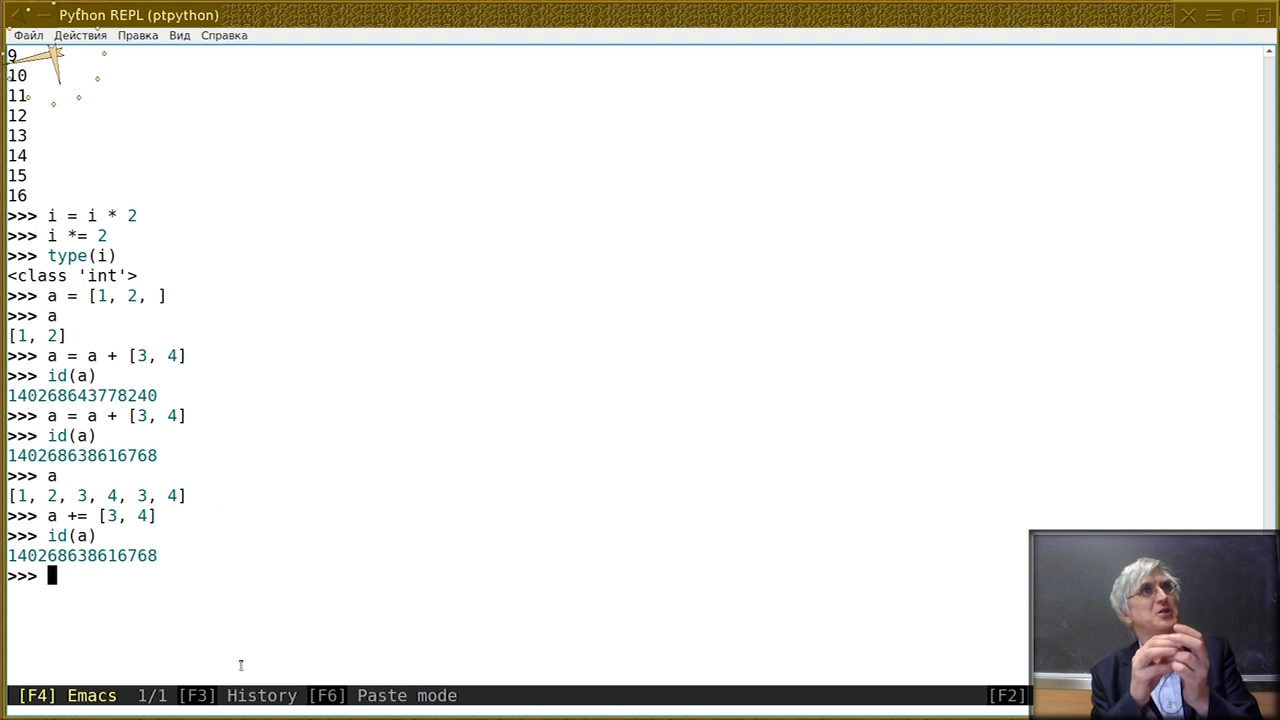 Python REPL (ptpython)
Файл Действия Правка Вид Справка
9
10
11
12
13
14
15
16
>>> i = i * 2
>>> i *= 2
>>> type(i)
<class 'int'>
>>> a = [1, 2, ]
>>> a
[1, 2]
>>> a = a + [3, 4]
>>> id(a)
140268643778240
>>> a = a + [3, 4]
>>> id(a)
140268638616768
>>> a
[1, 2, 3, 4, 3, 4]
>>> a += [3, 4]
>>> id(a)
140268638616768
>>>
[F4] Emacs 1/1 [F3] History [F6] Paste mode [F2]